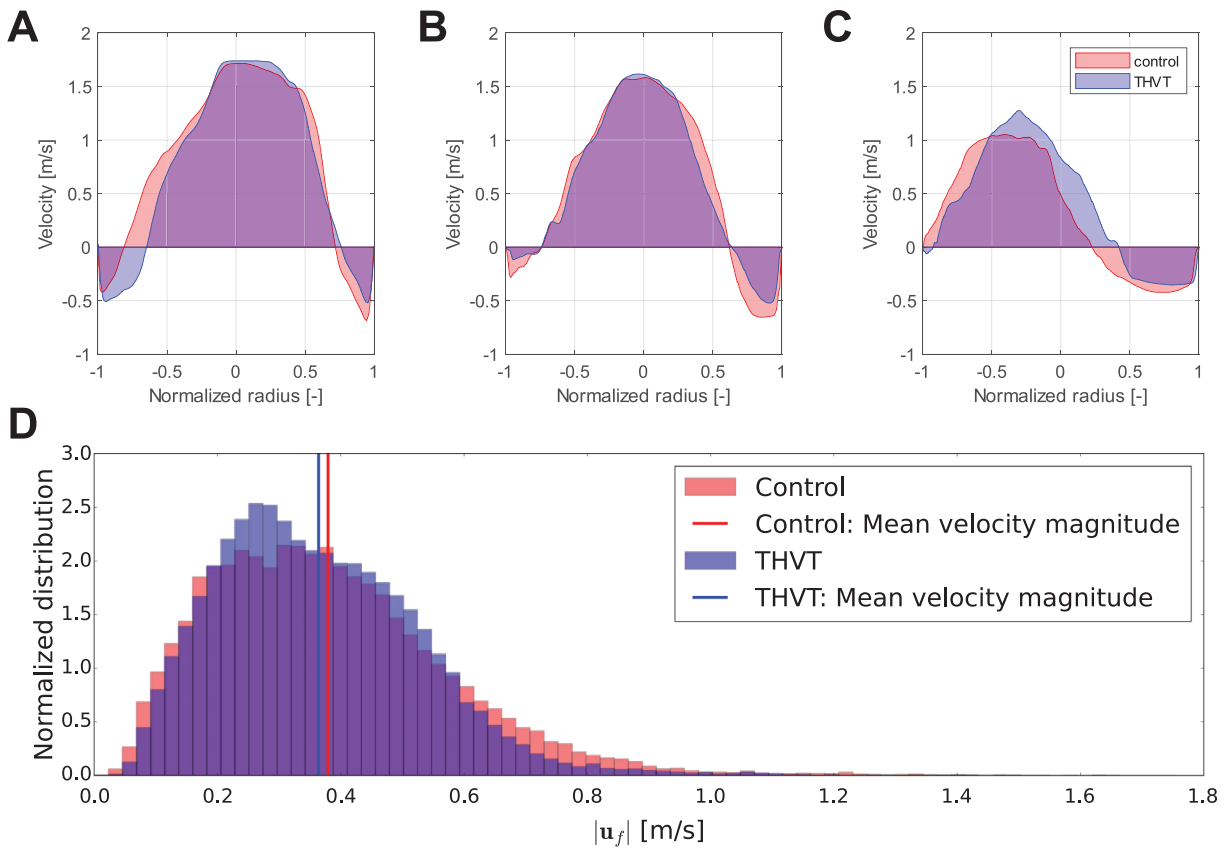 A
B
C
2
1.5
1
0.5
0
-0.5
-1
Velocity [m/s]
-1 -0.5 0 0.5 1
Normalized radius [-]
2
1.5
1
0.5
0
-0.5
-1
Velocity [m/s]
-1 -0.5 0 0.5 1
Normalized radius [-]
2
1.5
1
0.5
0
-0.5
-1
Velocity [m/s]
control
THVT
-1 -0.5 0 0.5 1
Normalized radius [-]
D
3.0
2.5
2.0
1.5
1.0
0.5
0.0
Normalized distribution
Control
Control: Mean velocity magnitude
THVT
THVT: Mean velocity magnitude
0.0 0.2 0.4 0.6 0.8 1.0 1.2 1.4 1.6 1.8
|u_f| [m/s]